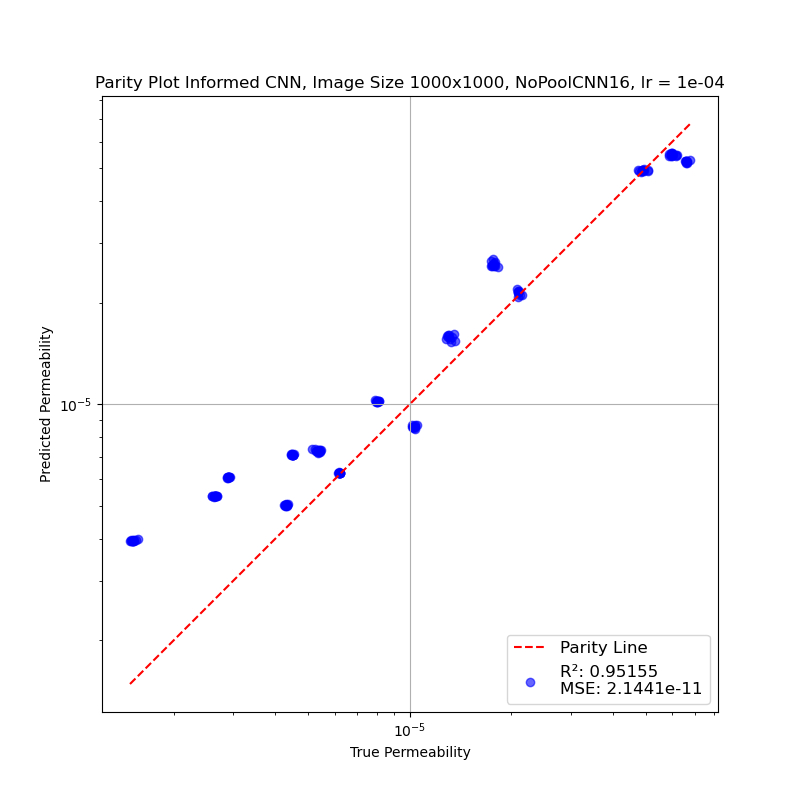 Parity Plot Informed CNN, Image Size 1000x1000, NoPoolCNN16, lr = 1e-04
Predicted Permeability
10⁻⁵
10⁻⁵
True Permeability
Parity Line
R²: 0.95155
MSE: 2.1441e-11